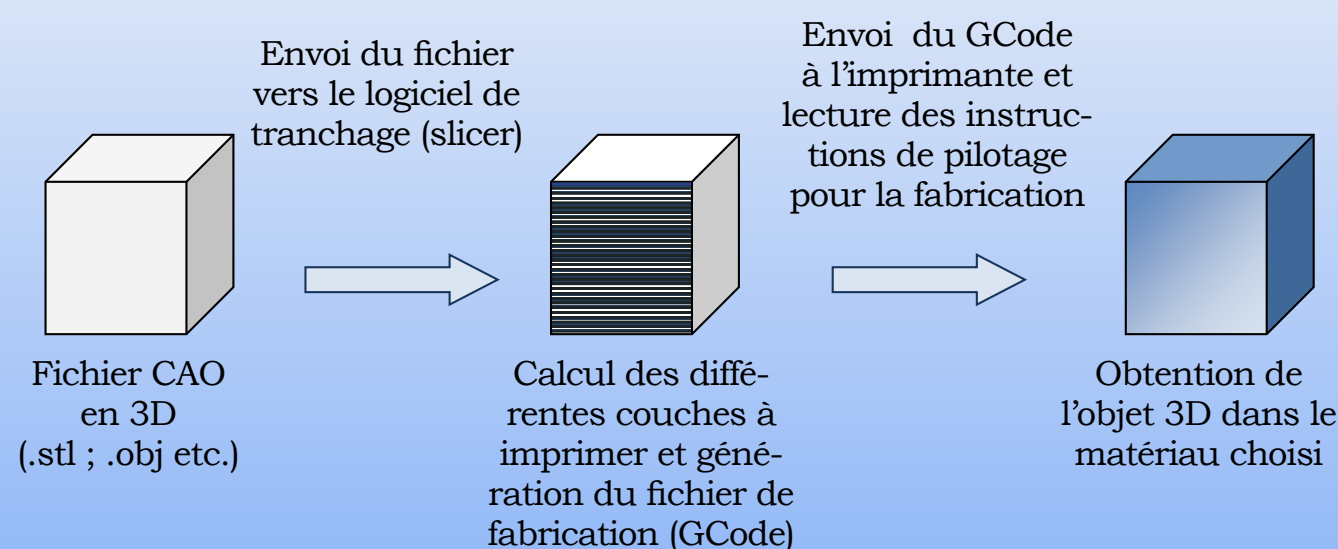 Envoi du fichier
vers le logiciel de
tranchage (slicer)
Envoi  du GCode
à l’imprimante et
lecture des instruc-
tions de pilotage
pour la fabrication
Fichier CAO
en 3D
(.stl ; .obj etc.)
Calcul des diffé-
rentes couches à
imprimer et géné-
ration du fichier de
fabrication (GCode)
Obtention de
l’objet 3D dans le
matériau choisi